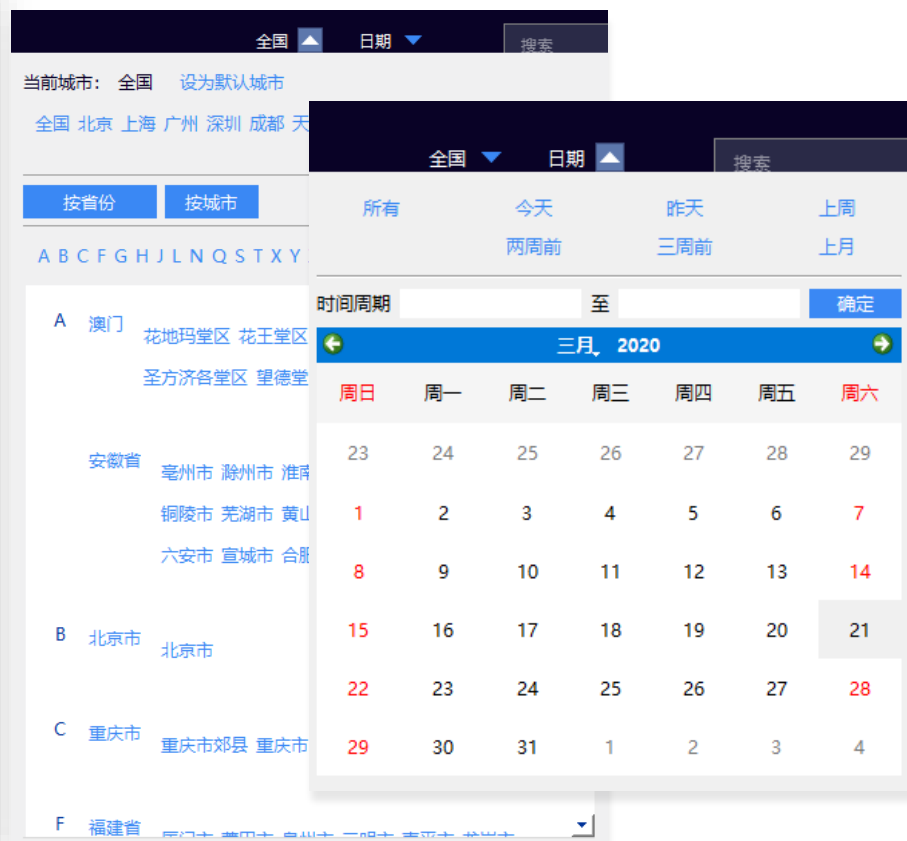 全国 日期 搜索
当前城市： 全国 设为默认城市
全国 北京 上海 广州 深圳 成都
按省份 按城市
A B C F G H J L N Q S T X Y
A 澳门
花地玛堂区 花王堂区
圣方济各堂区 望德堂
安徽省
亳州市 滁州市 淮南
铜陵市 芜湖市 黄山
六安市 宣城市 合肥
B 北京市
北京市
C 重庆市
重庆市郊县 重庆市
F 福建省
全国 日期 搜索
所有 今天 昨天 上周
两周前 三周前 上月
时间周期 至 确定
三月, 2020
周日 周一 周二 周三 周四 周五 周六
23 24 25 26 27 28 29
1 2 3 4 5 6 7
8 9 10 11 12 13 14
15 16 17 18 19 20 21
22 23 24 25 26 27 28
29 30 31 1 2 3 4